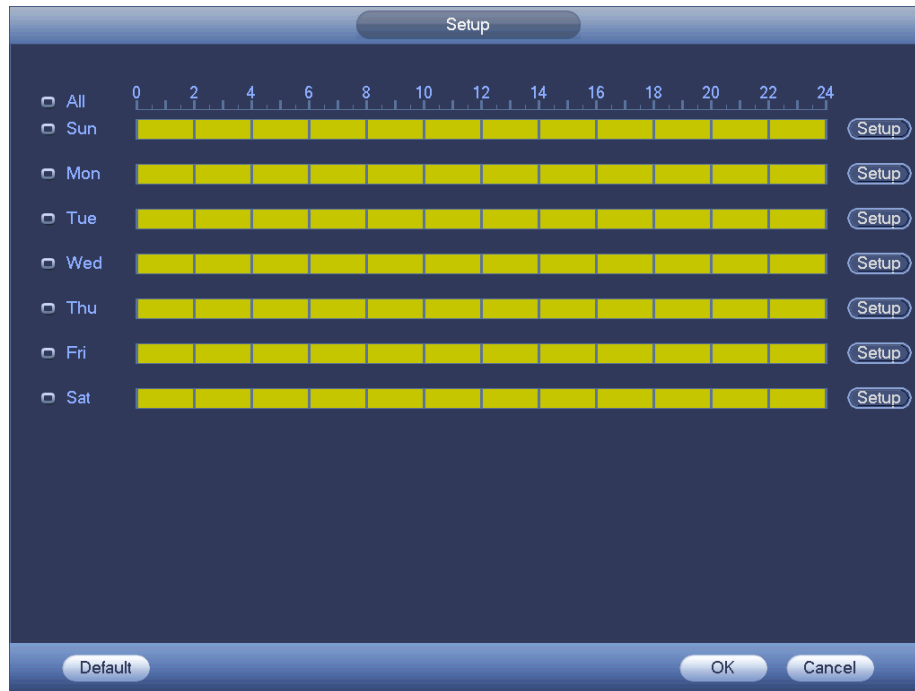 Setup
All 0 2 4 6 8 10 12 14 16 18 20 22 24
Sun Setup
Mon Setup
Tue Setup
Wed Setup
Thu Setup
Fri Setup
Sat Setup
Default OK Cancel